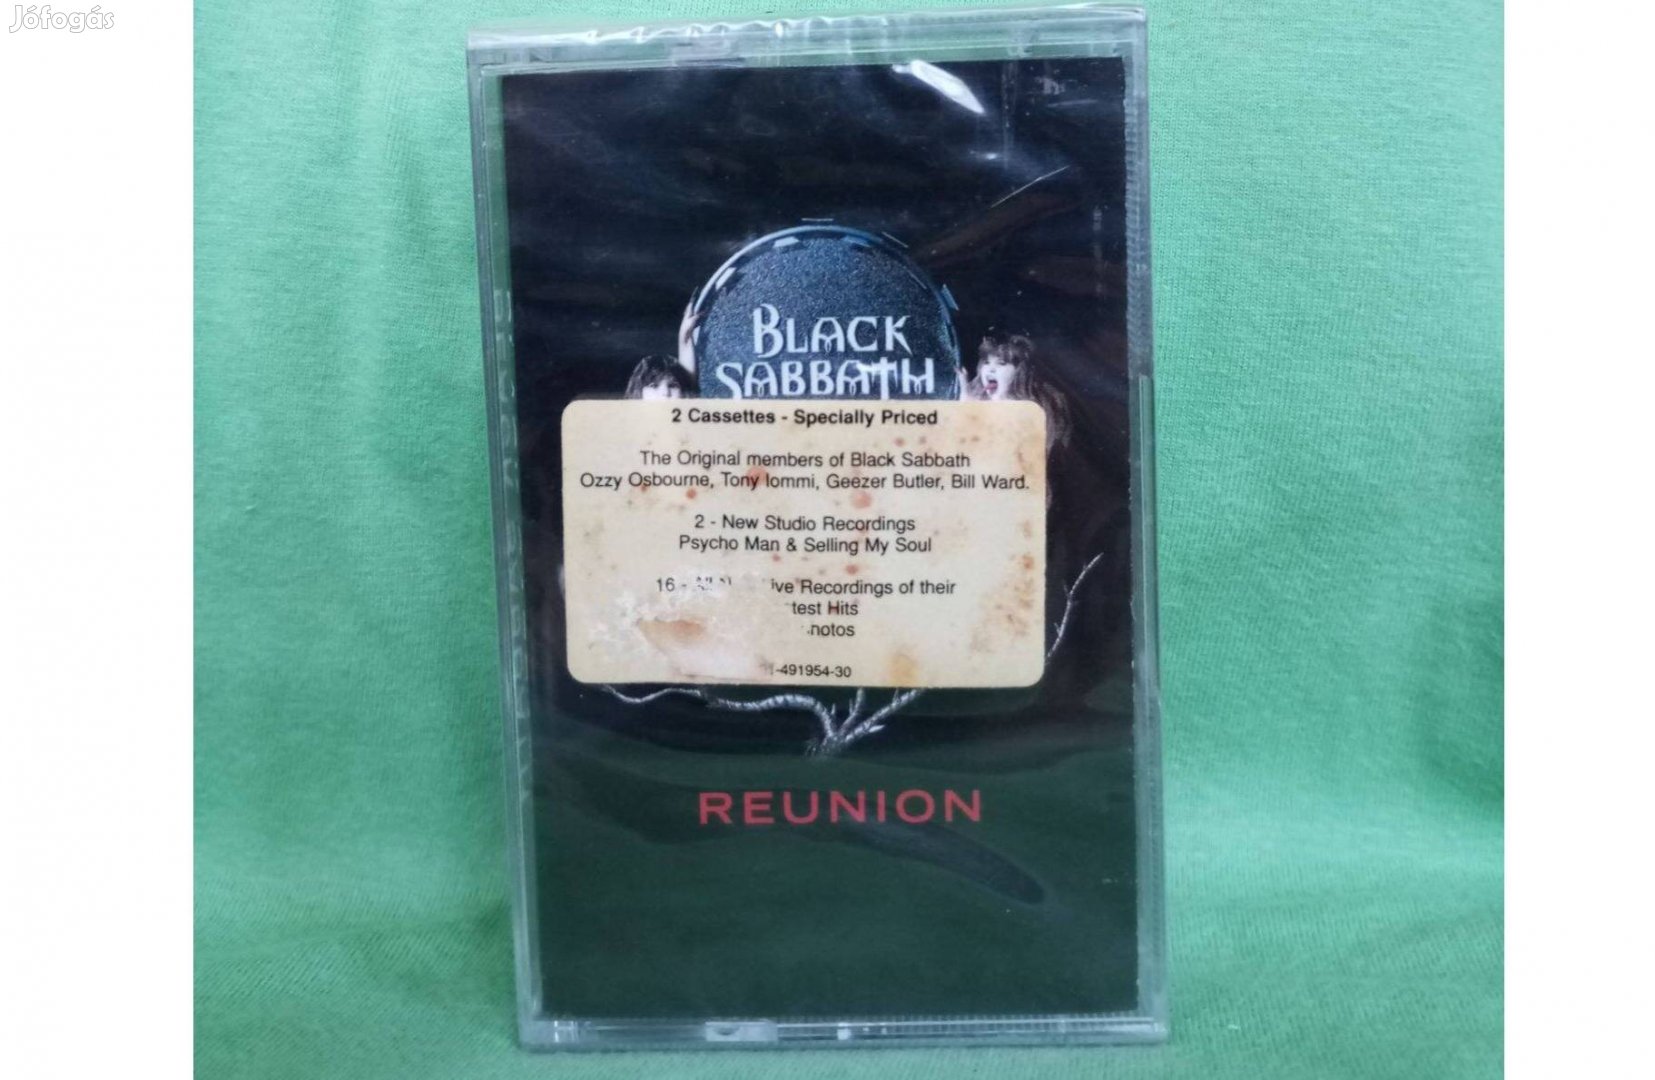 Jófogás
BLACK
SABBATH
2 Cassettes - Specially Priced
The Original members of Black Sabbath
Ozzy Osbourne, Tony Iommi, Geezer Butler, Bill Ward.
2 - New Studio Recordings
Psycho Man & Selling My Soul
16 - Recordings of their
Hits
-491954-30
REUNION